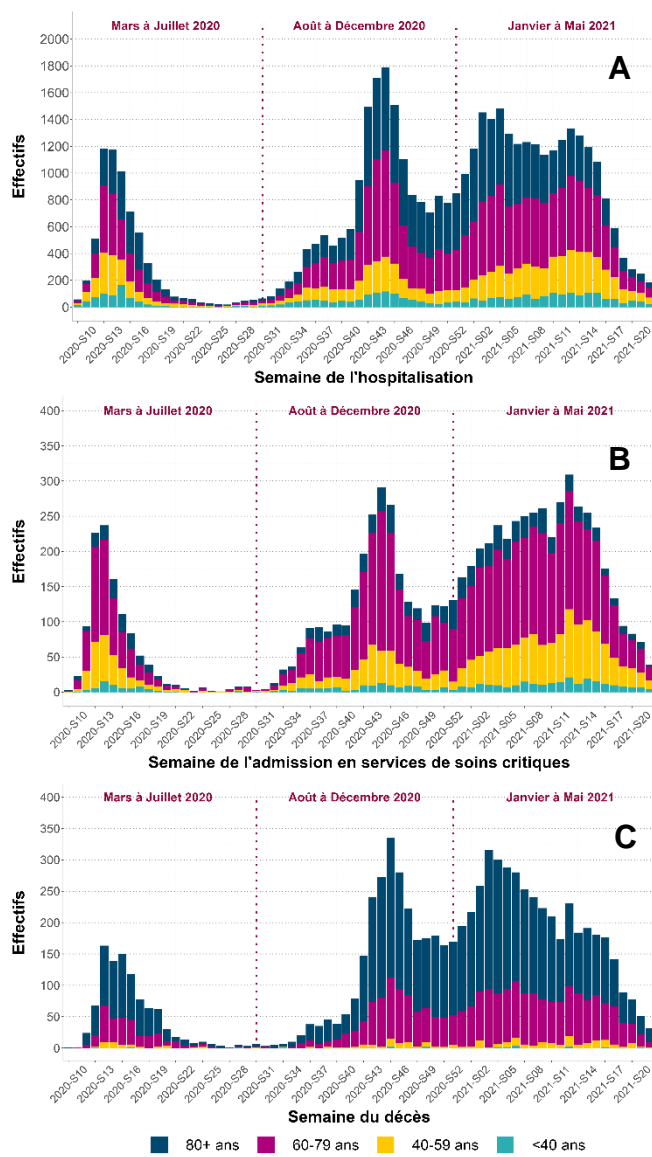 Mars à Juillet 2020 Août à Décembre 2020 Janvier à Mai 2021
A
2000
1800
1600
1400
1200
1000
800
600
400
200
0
Effectifs
2020-S10 2020-S13 2020-S16 2020-S19 2020-S22 2020-S25 2020-S28 2020-S31 2020-S34 2020-S37 2020-S40 2020-S43 2020-S46 2020-S49 2020-S52 2021-S02 2021-S05 2021-S08 2021-S11 2021-S14 2021-S17 2021-S20
Semaine de l'hospitalisation
Mars à Juillet 2020 Août à Décembre 2020 Janvier à Mai 2021
B
400
350
300
250
200
150
100
50
0
Effectifs
2020-S10 2020-S13 2020-S16 2020-S19 2020-S22 2020-S25 2020-S28 2020-S31 2020-S34 2020-S37 2020-S40 2020-S43 2020-S46 2020-S49 2020-S52 2021-S02 2021-S05 2021-S08 2021-S11 2021-S14 2021-S17 2021-S20
Semaine de l'admission en services de soins critiques
Mars à Juillet 2020 Août à Décembre 2020 Janvier à Mai 2021
C
400
350
300
250
200
150
100
50
0
Effectifs
2020-S10 2020-S13 2020-S16 2020-S19 2020-S22 2020-S25 2020-S28 2020-S31 2020-S34 2020-S37 2020-S40 2020-S43 2020-S46 2020-S49 2020-S52 2021-S02 2021-S05 2021-S08 2021-S11 2021-S14 2021-S17 2021-S20
Semaine du décès
80+ ans 60-79 ans 40-59 ans <40 ans